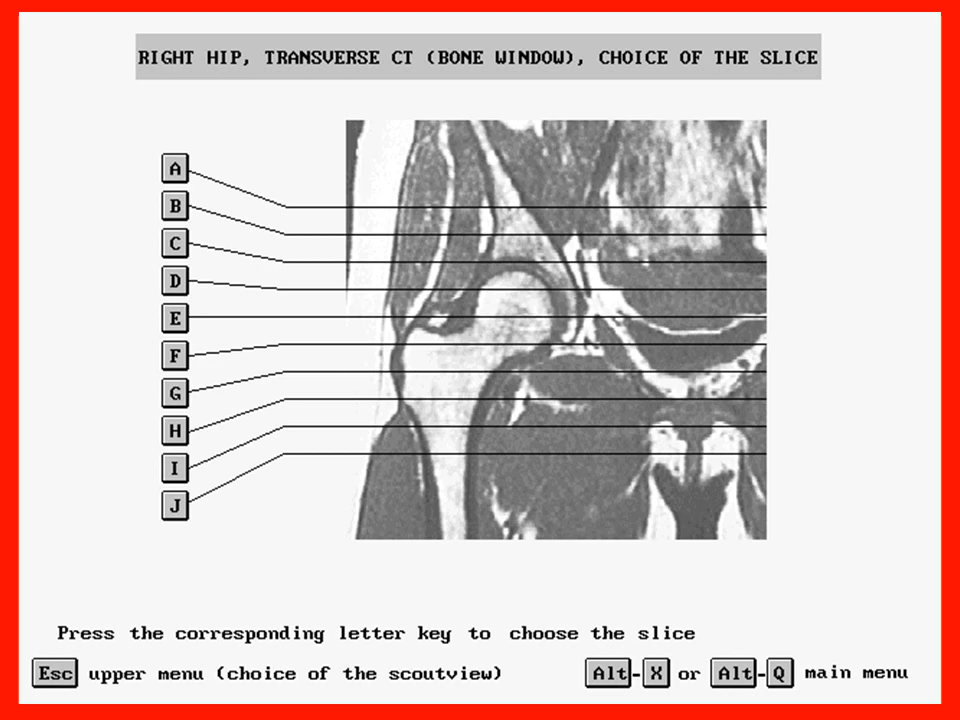 RIGHT HIP, TRANSVERSE CT (BONE WINDOW), CHOICE OF THE SLICE
A
B
C
D
E
F
G
H
I
J
Press the corresponding letter key to choose the slice
Esc upper menu (choice of the scoutview) Alt-X or Alt-Q main menu